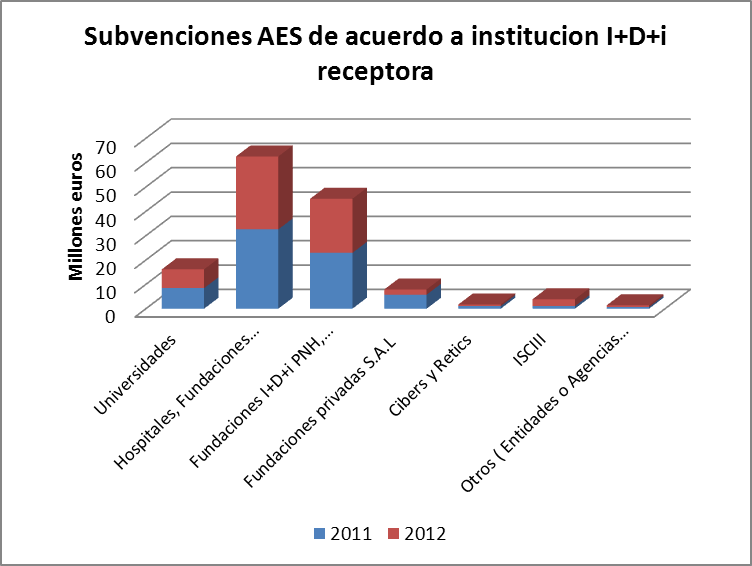 Subvenciones AES de acuerdo a institucion I+D+i
receptora
Millones euros
70
60
50
40
30
20
10
0
Universidades
Hospitales, Fundaciones...
Fundaciones I+D+i PNH,...
Fundaciones privadas S.A.L
Cibers y Retics
ISCIII
Otros ( Entidades o Agencias...
2011
2012